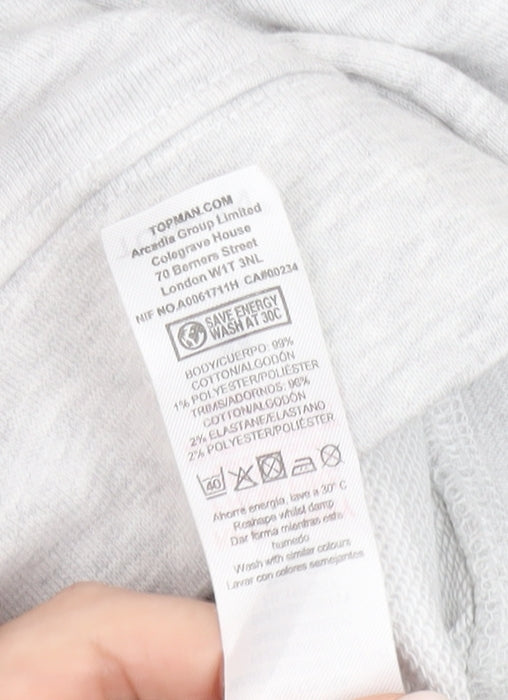 TOPMAN.COM
Arcadia Group Limited
Colegrave House
70 Berners Street
London W1T 3NL
NIF NO.A0061711H CA#00234
SAVE ENERGY
WASH AT 30C
BODY/CUERPO: 99%
COTTON/ALGODÓN
1% POLYESTER/POLIÉSTER
TRIMS/ADORNOS: 96%
COTTON/ALGODÓN
2% ELASTANE/ELASTANO
2% POLYESTER/POLIÉSTER
40
Ahorre energía, lave a 30° C
Reshape whilst damp
Dar forma mientras esté
humedo
Wash with similar colours
Lavar con colores semejantes